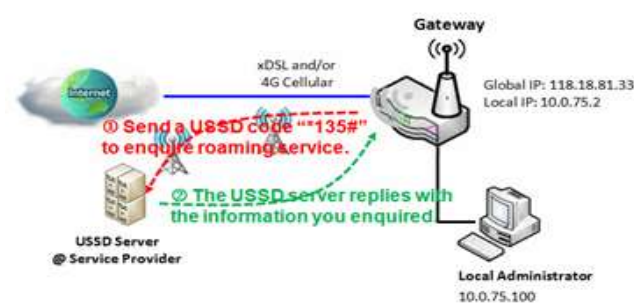 Gateway
xDSL and/or
4G Cellular
Internet
Global IP: 118.18.81.33
Local IP: 10.0.75.2
① Send a USSD code “*135#”
to enquire roaming service.
② The USSD server replies with
the information you enquired.
USSD Server
@ Service Provider
Local Administrator
10.0.75.100